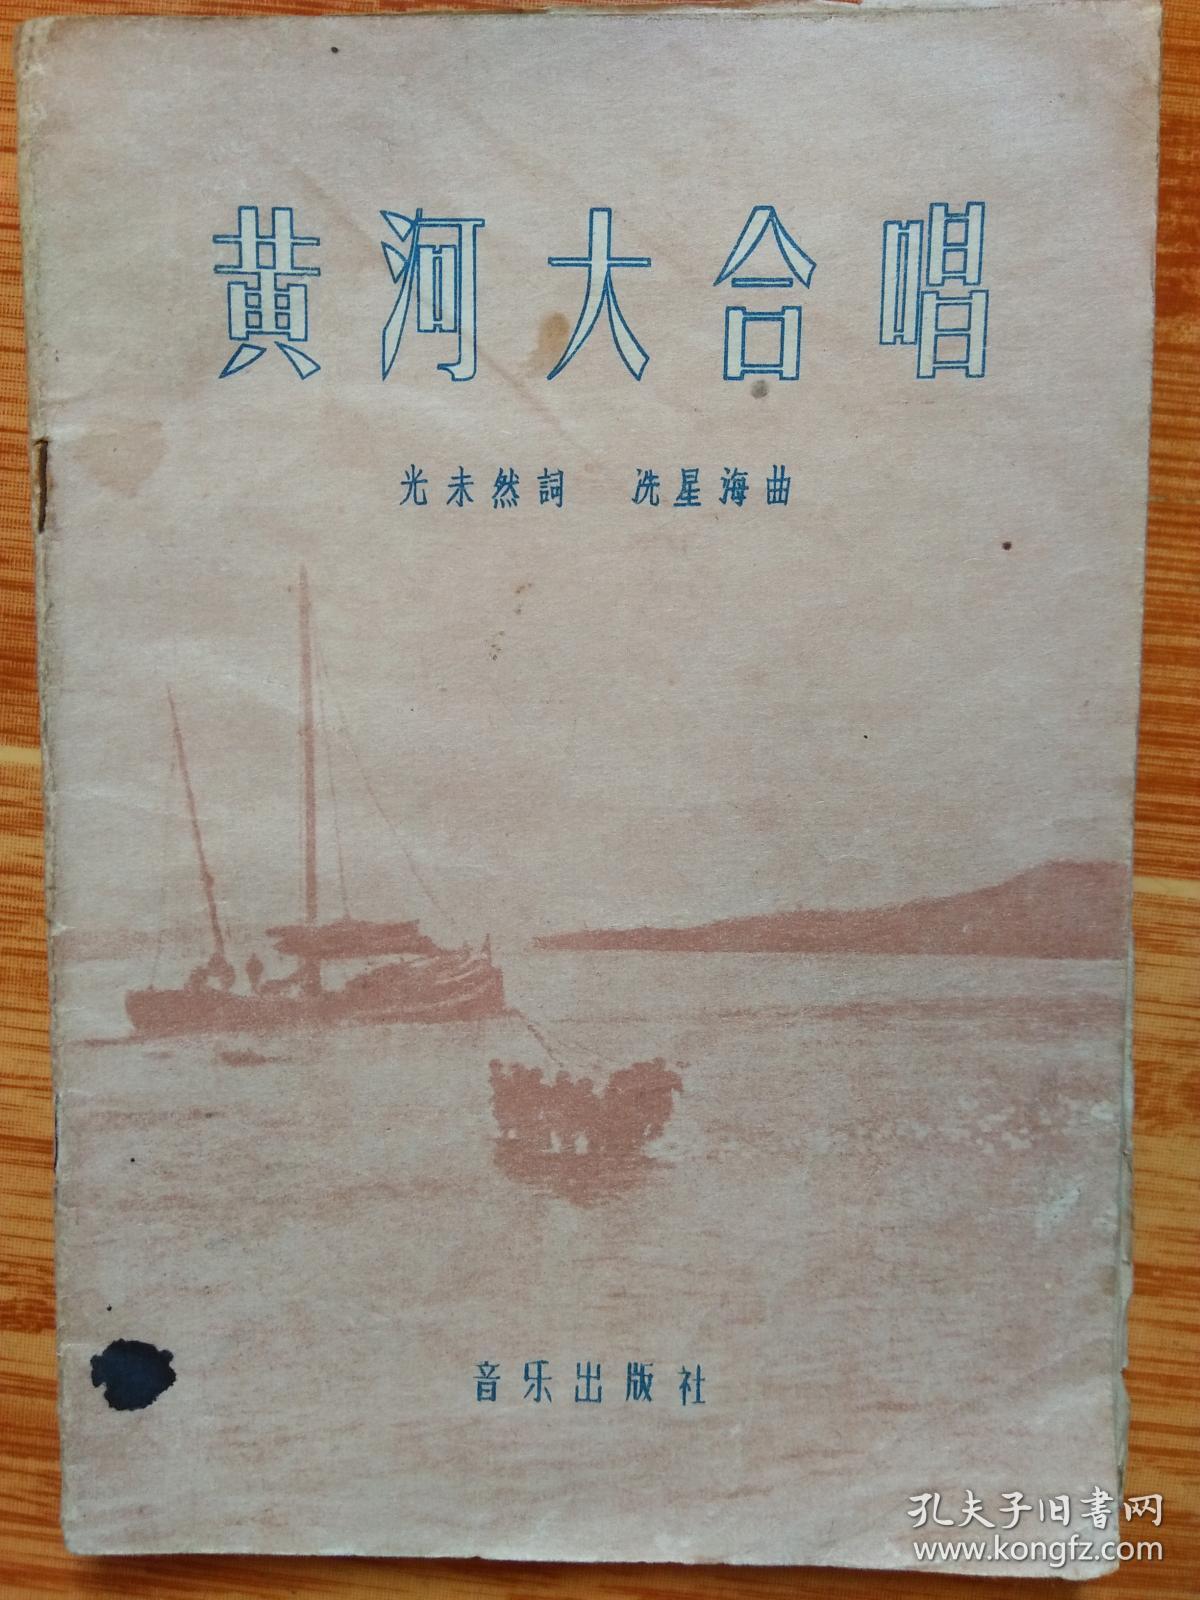 黄河大合唱
光未然詞 冼星海曲
音乐出版社
孔夫子旧书网
www.kongfz.com